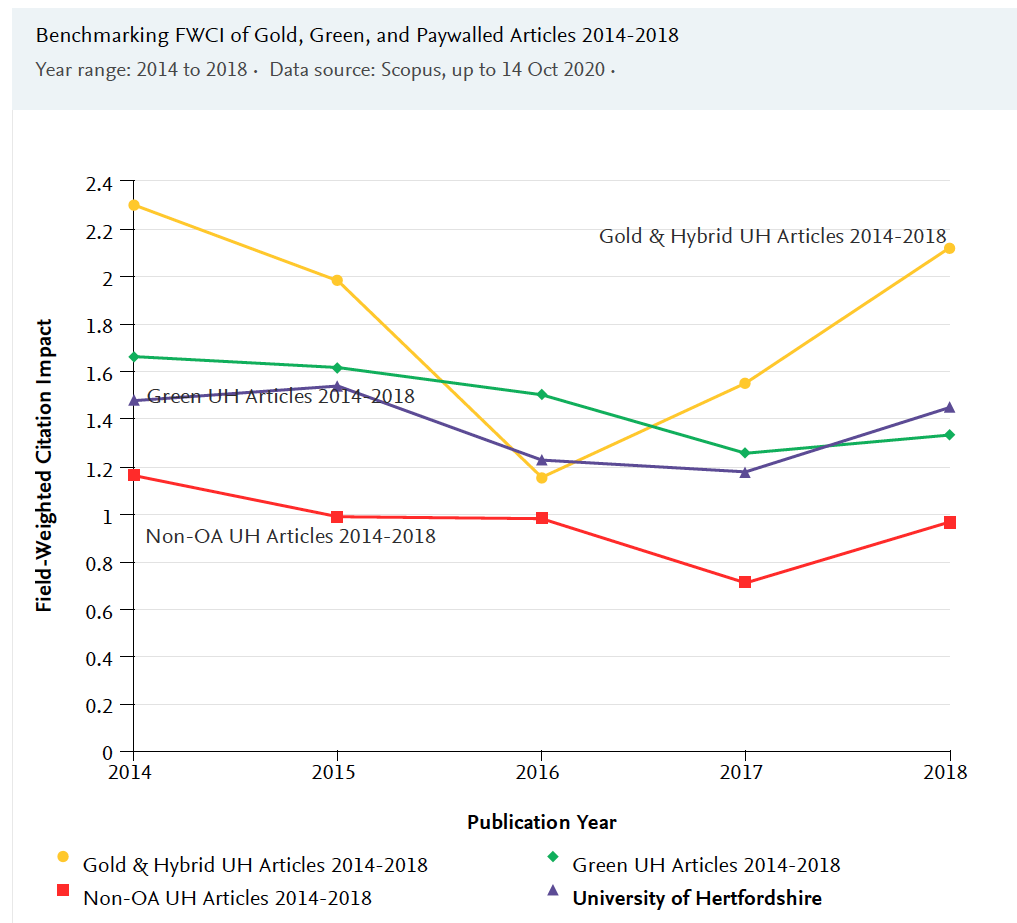 Benchmarking FWCI of Gold, Green, and Paywalled Articles 2014-2018
Year range: 2014 to 2018 · Data source: Scopus, up to 14 Oct 2020 ·
2.4
2.2
2
1.8
1.6
1.4
1.2
1
0.8
0.6
0.4
0.2
0
Field-Weighted Citation Impact
Gold & Hybrid UH Articles 2014-2018
Green UH Articles 2014-2018
Non-OA UH Articles 2014-2018
2014 2015 2016 2017 2018
Publication Year
Gold & Hybrid UH Articles 2014-2018 Green UH Articles 2014-2018
Non-OA UH Articles 2014-2018 University of Hertfordshire